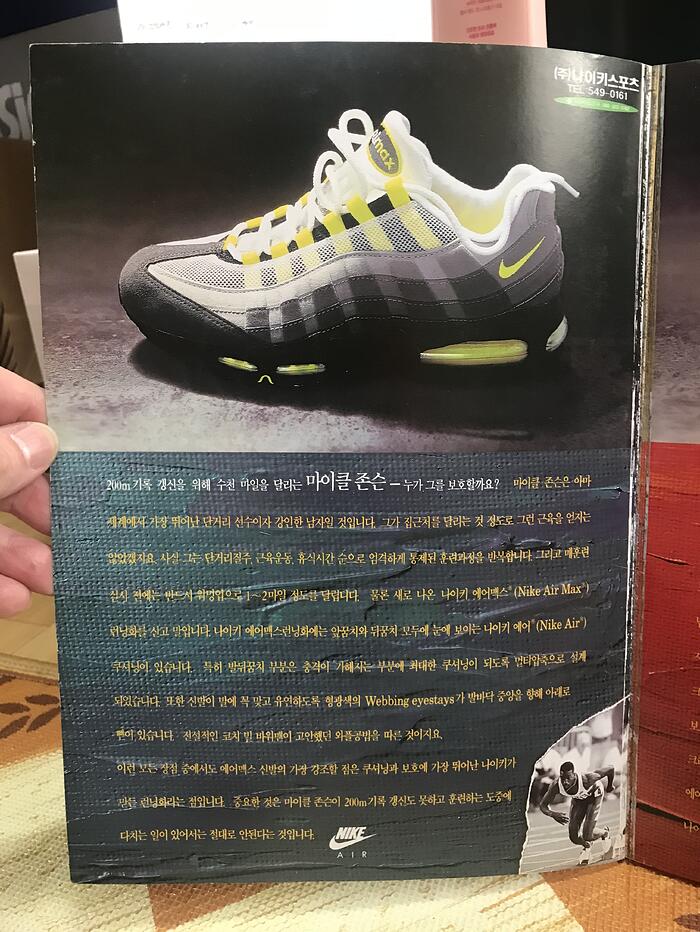 (주)나이키스포츠
TEL 549-0161
airmax
200m 기록 갱신을 위해 수천 마일을 달리는 마이클 존슨 – 누가 그를 보호할까요? 마이클 존슨은 아마
세계에서 가장 뛰어난 단거리 선수이자 강인한 남자일 것입니다. 그가 집근처를 달리는 것 정도로 그런 근육을 얻지는
않았겠지요. 사실 그는 단거리질주, 근육운동, 휴식시간 순으로 엄격하게 통제된 훈련과정을 반복합니다. 그리고 매훈련
실시 전에는 반드시 워밍업으로 1~2마일 정도를 달립니다. 물론 새로 나온 나이키 에어맥스® (Nike Air Max®)
런닝화를 신고 말입니다. 나이키 에어맥스런닝화에는 앞꿈치와 뒤꿈치 모두에 눈에 보이는 나이키 에어® (Nike Air®)
쿠셔닝이 있습니다. 특히 발뒤꿈치 부분은 충격이 가해지는 부분에 최대한 쿠셔닝이 되도록 멀티압축으로 설계
되었습니다. 또한 신발이 발에 꼭 맞고 유연하도록 형광색의 Webbing eyestays가 발바닥 중앙을 향해 아래로
뻗어 있습니다. 전설적인 코치 빌 바워맨이 고안했던 와플공법을 따른 것이지요.
이런 모든 장점 중에서도 에어맥스 신발의 가장 강조할 점은 쿠셔닝과 보호에 가장 뛰어난 나이키가
만든 런닝화라는 점입니다. 중요한 것은 마이클 존슨이 200m기록 갱신도 못하고 훈련하는 도중에
다치는 일이 있어서는 절대로 안된다는 것입니다.
NIKE
AIR